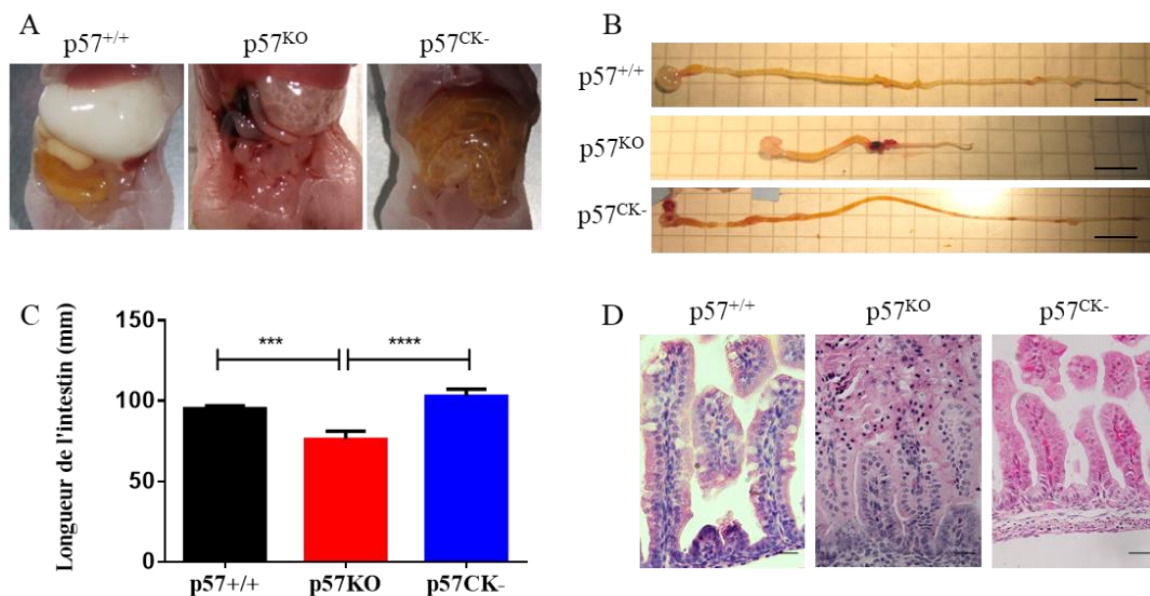 A
p57+/+ p57KO p57CK-
B
p57+/+
p57KO
p57CK-
C
Longueur de l'intestin (mm)
150
100
50
0
*** ****
p57+/+ p57KO p57CK-
D
p57+/+ p57KO p57CK-